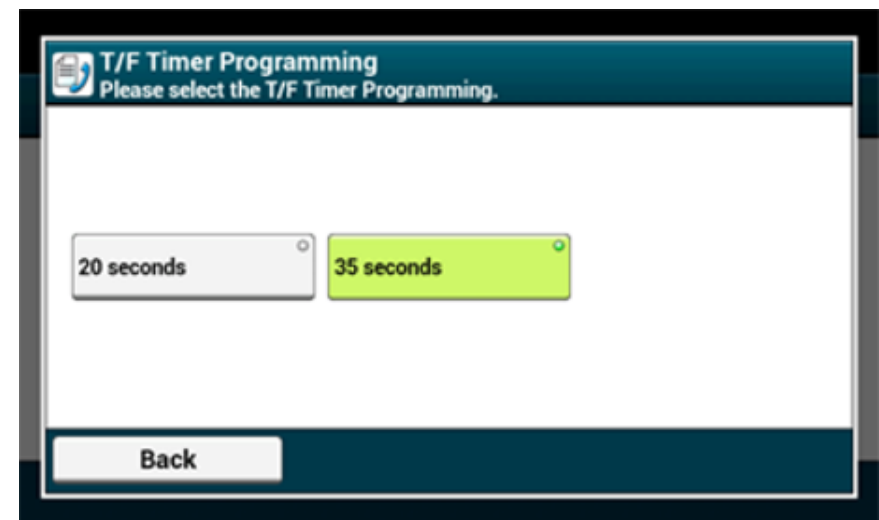 T/F Timer Programming
Please select the T/F Timer Programming.
20 seconds
35 seconds
Back